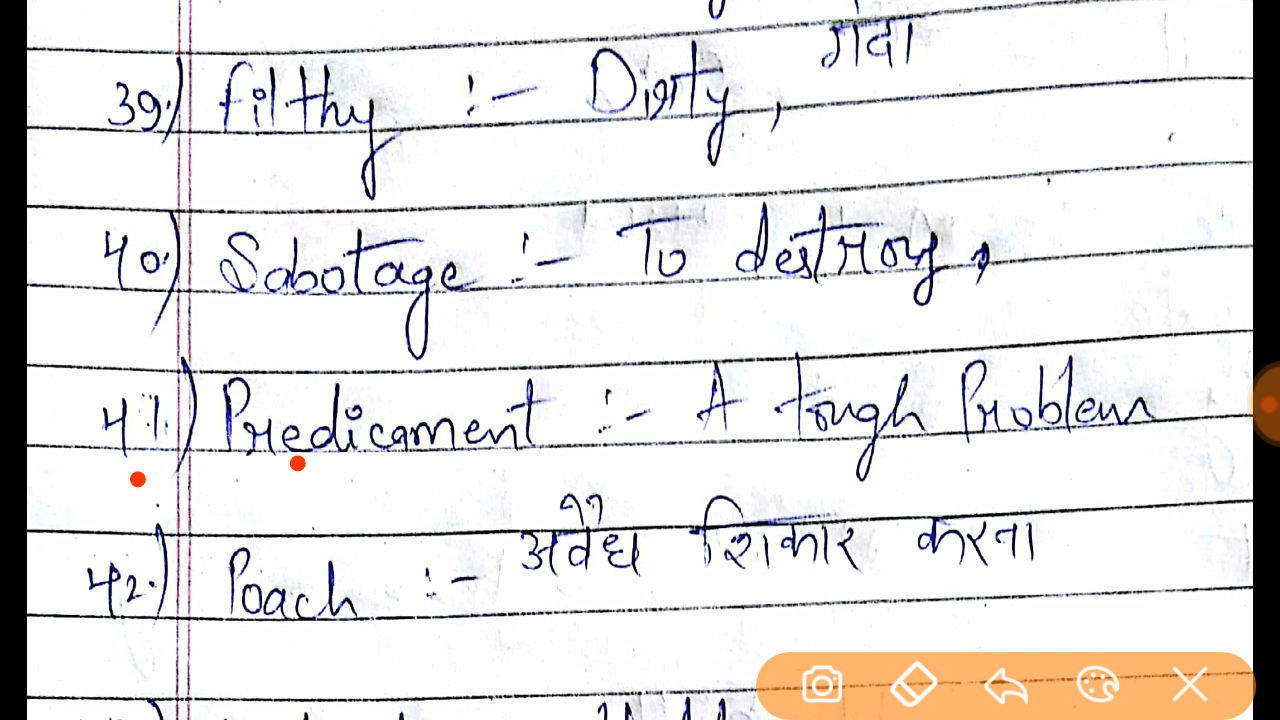 गंदा
39.) filthy :- Dirty,
40.) Sabotage :- To destroy,
41.) Predicament :- A tough Problem
42.) Poach :- अवैध शिकार करना